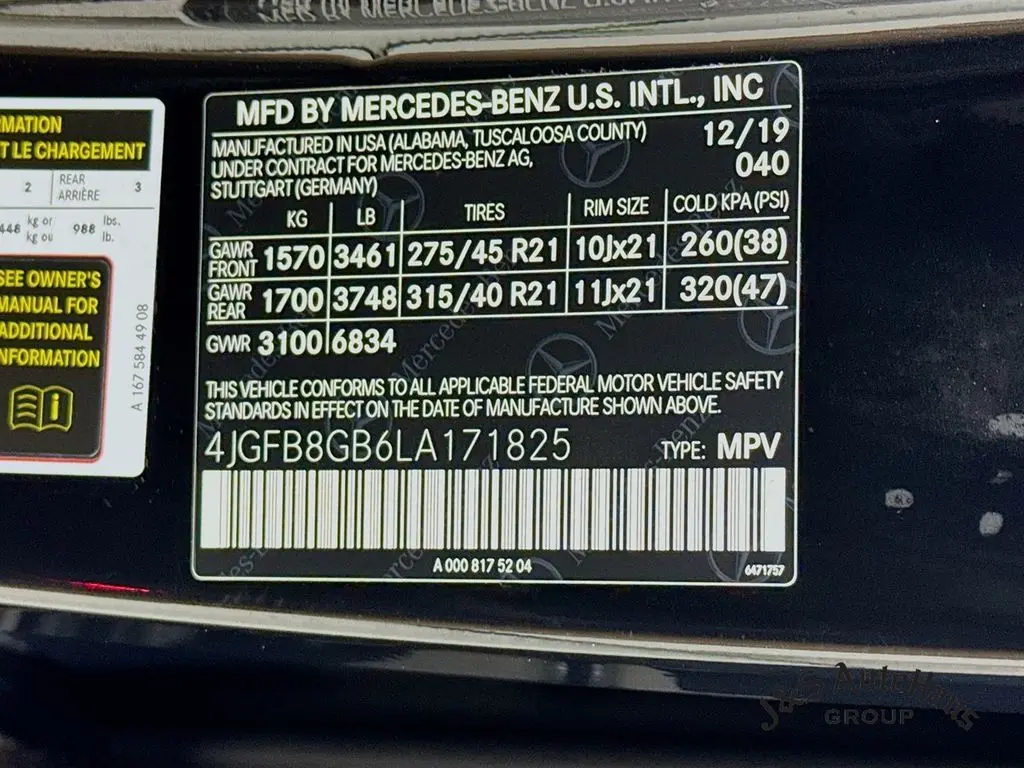 MFD BY MERCEDES-BENZ U.S. INTL., INC
MANUFACTURED IN USA (ALABAMA, TUSCALOOSA COUNTY) 12/19
UNDER CONTRACT FOR MERCEDES-BENZ AG, 040
STUTTGART (GERMANY)
KG LB TIRES RIM SIZE COLD KPA (PSI)
GAWR FRONT 1570 3461 275/45 R21 10Jx21 260(38)
GAWR REAR 1700 3748 315/40 R21 11Jx21 320(47)
GVWR 3100 6834
THIS VEHICLE CONFORMS TO ALL APPLICABLE FEDERAL MOTOR VEHICLE SAFETY
STANDARDS IN EFFECT ON THE DATE OF MANUFACTURE SHOWN ABOVE.
4JGFB8GB6LA171825 TYPE: MPV
A 000 817 52 04 6471757
T LE CHARGEMENT
2 REAR 3
ARRIÈRE
448 kg or 988 lbs.
kg ou lb.
SEE OWNER'S
MANUAL FOR
ADDITIONAL
INFORMATION
A 167 584 49 08
GROUP